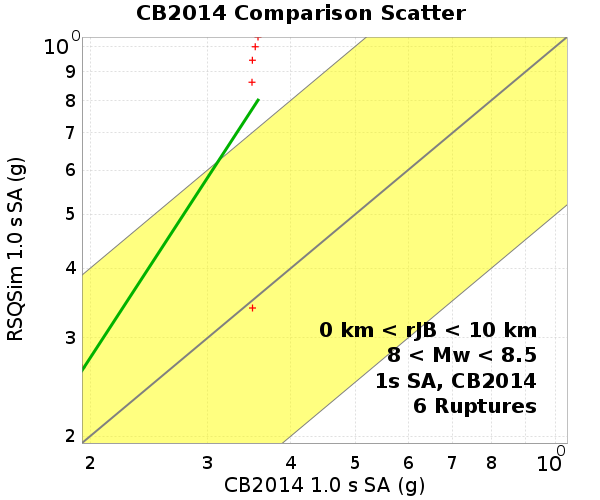 CB2014 Comparison Scatter
RSQSim 1.0 s SA (g)
10^0
9
8
7
6
5
4
3
2
0 km < rJB < 10 km
8 < Mw < 8.5
1s SA, CB2014
6 Ruptures
2 3 4 5 6 7 8 10^0
CB2014 1.0 s SA (g)